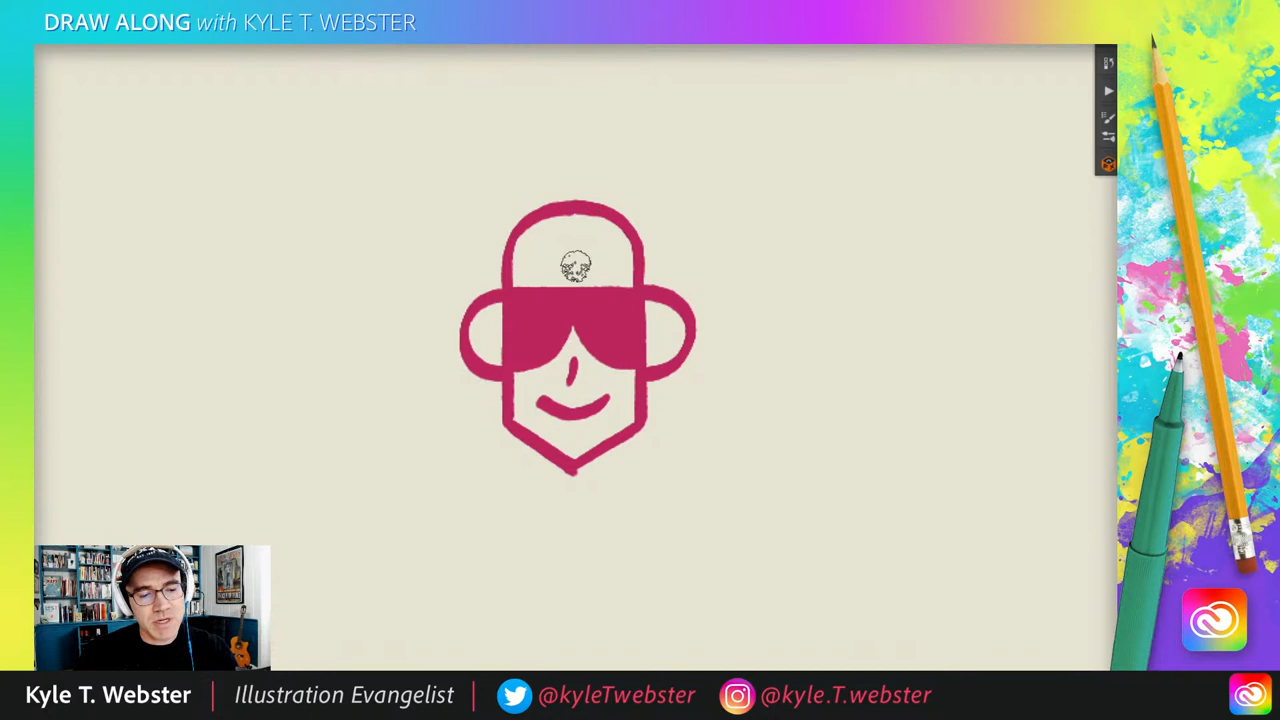 DRAW ALONG with KYLE T. WEBSTER
Kyle T. Webster | Illustration Evangelist | @kyleTwebster @kyle.T.webster